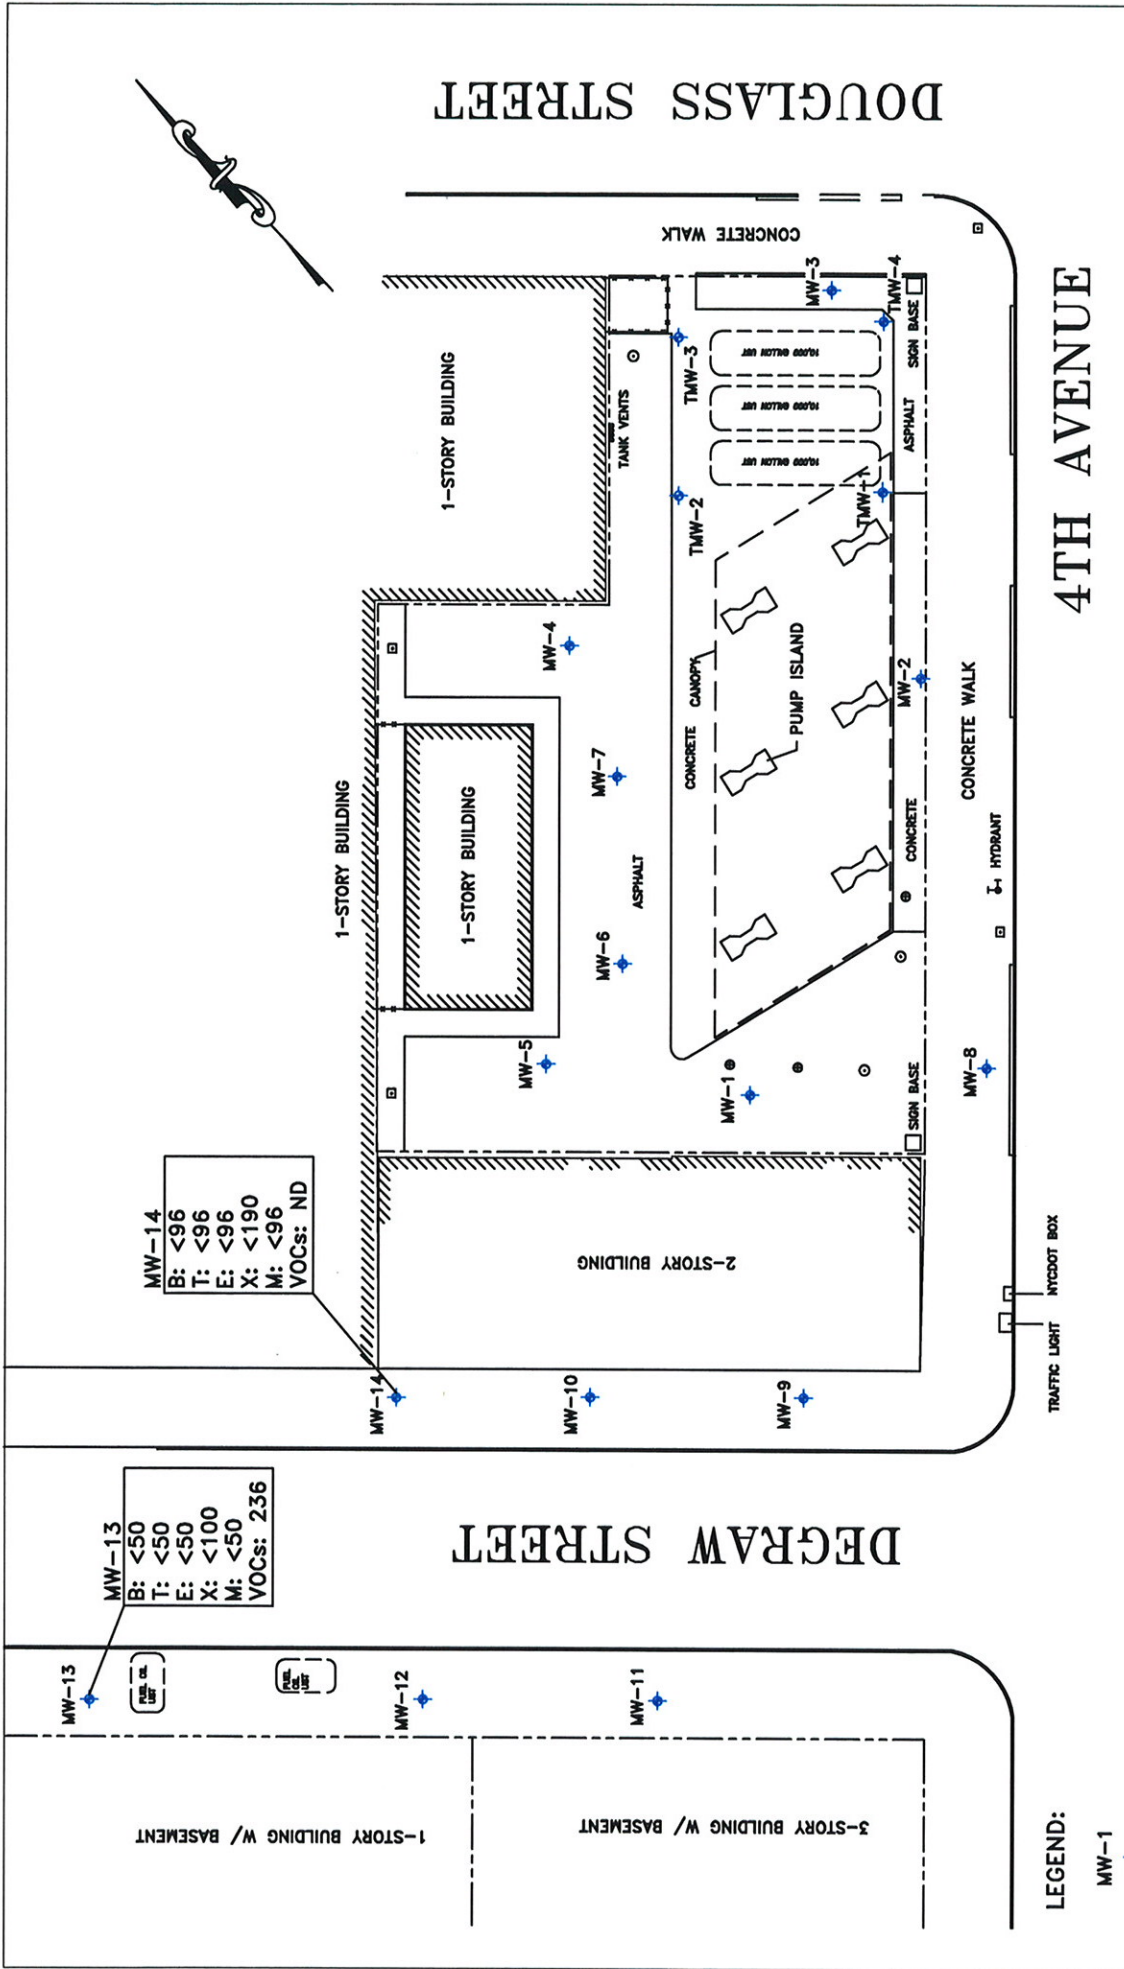 DOUGLASS STREET
CONCRETE WALK
MW-3
TMW-4
SIGN BASE
ASPHALT
10,000 GALLON UST
10,000 GALLON UST
10,000 GALLON UST
TMW-3
TANK VENTS
1-STORY BUILDING
TMW-2
TMW-1
4TH AVENUE
MW-4
CONCRETE CANOPY
PUMP ISLAND
MW-2
CONCRETE WALK
MW-7
1-STORY BUILDING
1-STORY BUILDING
ASPHALT
CONCRETE
HYDRANT
MW-6
MW-5
MW-1
MW-8
SIGN BASE
MW-14
B: <96
T: <96
E: <96
X: <190
M: <96
VOCs: ND
2-STORY BUILDING
NYCDOT BOX
TRAFFIC LIGHT
MW-14
MW-10
MW-9
DEGRAW STREET
MW-13
B: <50
T: <50
E: <50
X: <100
M: <50
VOCs: 236
MW-13
FUEL OIL UST
FUEL OIL UST
MW-12
MW-11
1-STORY BUILDING W/ BASEMENT
3-STORY BUILDING W/ BASEMENT
LEGEND:
MW-1